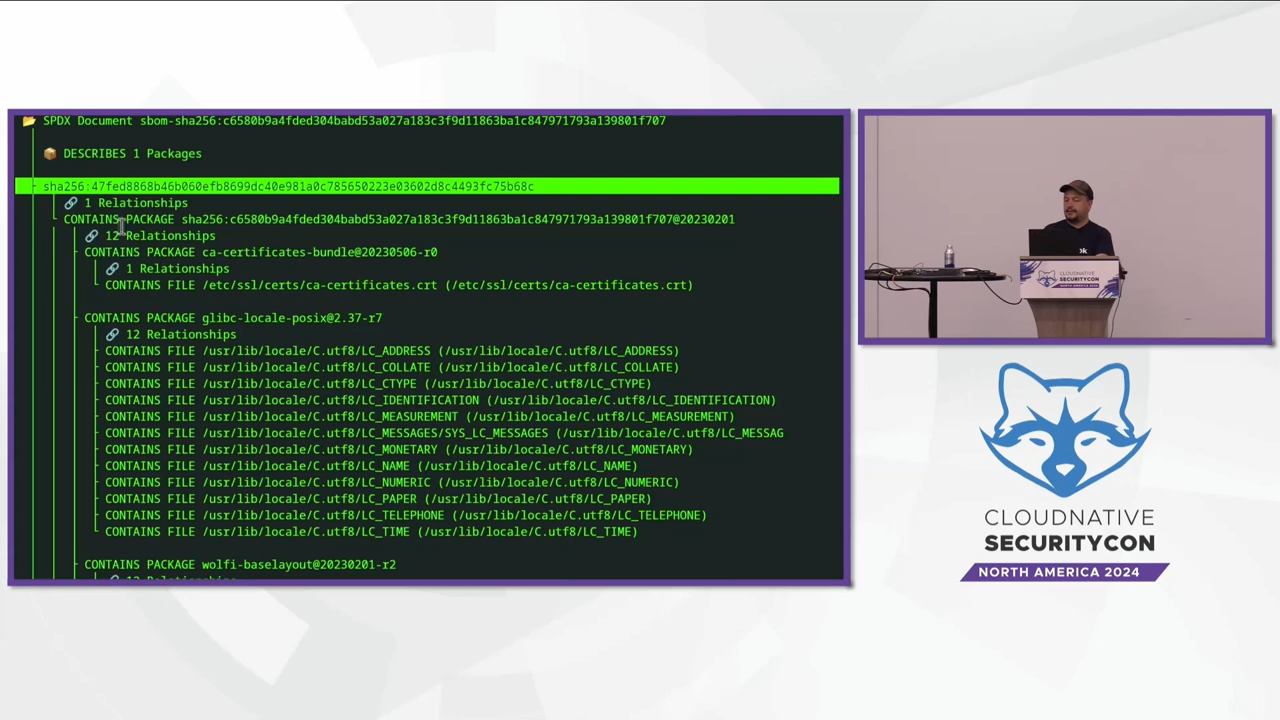 SPDX Document sbom-sha256:c6580b9a4fded304babd53a027a183c3f9d11863ba1c847971793a139801f707
DESCRIBES 1 Packages
sha256:47fed8868b46b060efb8699dc40e981a0c785650223e03602d8c4493fc75b68c
1 Relationships
CONTAINS PACKAGE sha256:c6580b9a4fded304babd53a027a183c3f9d11863ba1c847971793a139801f707@20230201
12 Relationships
CONTAINS PACKAGE ca-certificates-bundle@20230506-r0
1 Relationships
CONTAINS FILE /etc/ssl/certs/ca-certificates.crt (/etc/ssl/certs/ca-certificates.crt)
CONTAINS PACKAGE glibc-locale-posix@2.37-r7
12 Relationships
CONTAINS FILE /usr/lib/locale/C.utf8/LC_ADDRESS (/usr/lib/locale/C.utf8/LC_ADDRESS)
CONTAINS FILE /usr/lib/locale/C.utf8/LC_COLLATE (/usr/lib/locale/C.utf8/LC_COLLATE)
CONTAINS FILE /usr/lib/locale/C.utf8/LC_CTYPE (/usr/lib/locale/C.utf8/LC_CTYPE)
CONTAINS FILE /usr/lib/locale/C.utf8/LC_IDENTIFICATION (/usr/lib/locale/C.utf8/LC_IDENTIFICATION)
CONTAINS FILE /usr/lib/locale/C.utf8/LC_MEASUREMENT (/usr/lib/locale/C.utf8/LC_MEASUREMENT)
CONTAINS FILE /usr/lib/locale/C.utf8/LC_MESSAGES/SYS_LC_MESSAGES (/usr/lib/locale/C.utf8/LC_MESSAG
CONTAINS FILE /usr/lib/locale/C.utf8/LC_MONETARY (/usr/lib/locale/C.utf8/LC_MONETARY)
CONTAINS FILE /usr/lib/locale/C.utf8/LC_NAME (/usr/lib/locale/C.utf8/LC_NAME)
CONTAINS FILE /usr/lib/locale/C.utf8/LC_NUMERIC (/usr/lib/locale/C.utf8/LC_NUMERIC)
CONTAINS FILE /usr/lib/locale/C.utf8/LC_PAPER (/usr/lib/locale/C.utf8/LC_PAPER)
CONTAINS FILE /usr/lib/locale/C.utf8/LC_TELEPHONE (/usr/lib/locale/C.utf8/LC_TELEPHONE)
CONTAINS FILE /usr/lib/locale/C.utf8/LC_TIME (/usr/lib/locale/C.utf8/LC_TIME)
CONTAINS PACKAGE wolfi-baselayout@20230201-r2
CLOUDNATIVE
SECURITYCON
NORTH AMERICA 2024
CLOUDNATIVE
SECURITYCON
NORTH AMERICA 2024